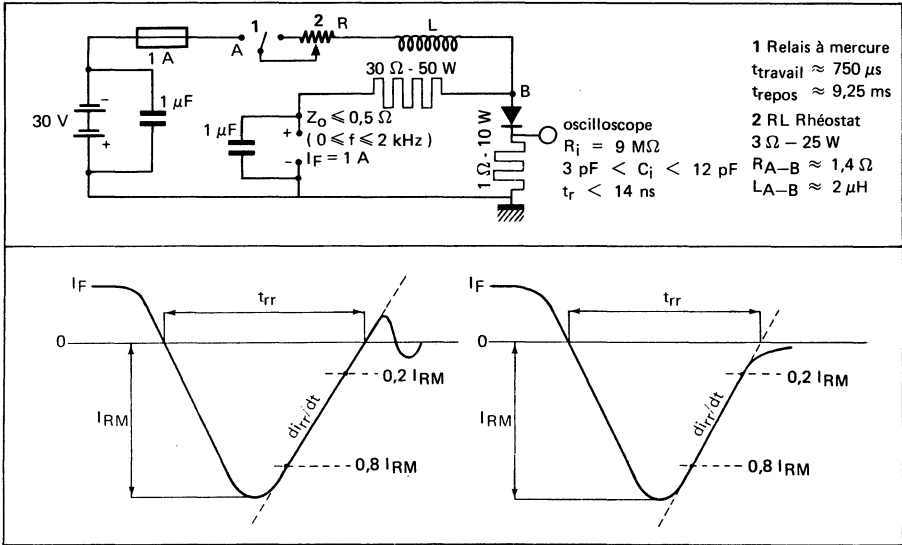 1
2
R
L
A
1 A
30 Ω - 50 W
B
1 Relais à mercure
ttravail ≈ 750 μs
trepos ≈ 9,25 ms
2 RL Rhéostat
3 Ω – 25 W
RA–B ≈ 1,4 Ω
LA–B ≈ 2 μH
30 V
–
+
1 μF
1 μF
Zo ⩽ 0,5 Ω
+
( 0 ⩽ f ⩽ 2 kHz )
–
IF = 1 A
1 Ω - 10 W
oscilloscope
Ri = 9 MΩ
3 pF < Ci < 12 pF
tr < 14 ns
IF
trr
0
IRM
dirr/dt
0,2 IRM
0,8 IRM
IF
trr
0
IRM
dirr/dt
0,2 IRM
0,8 IRM